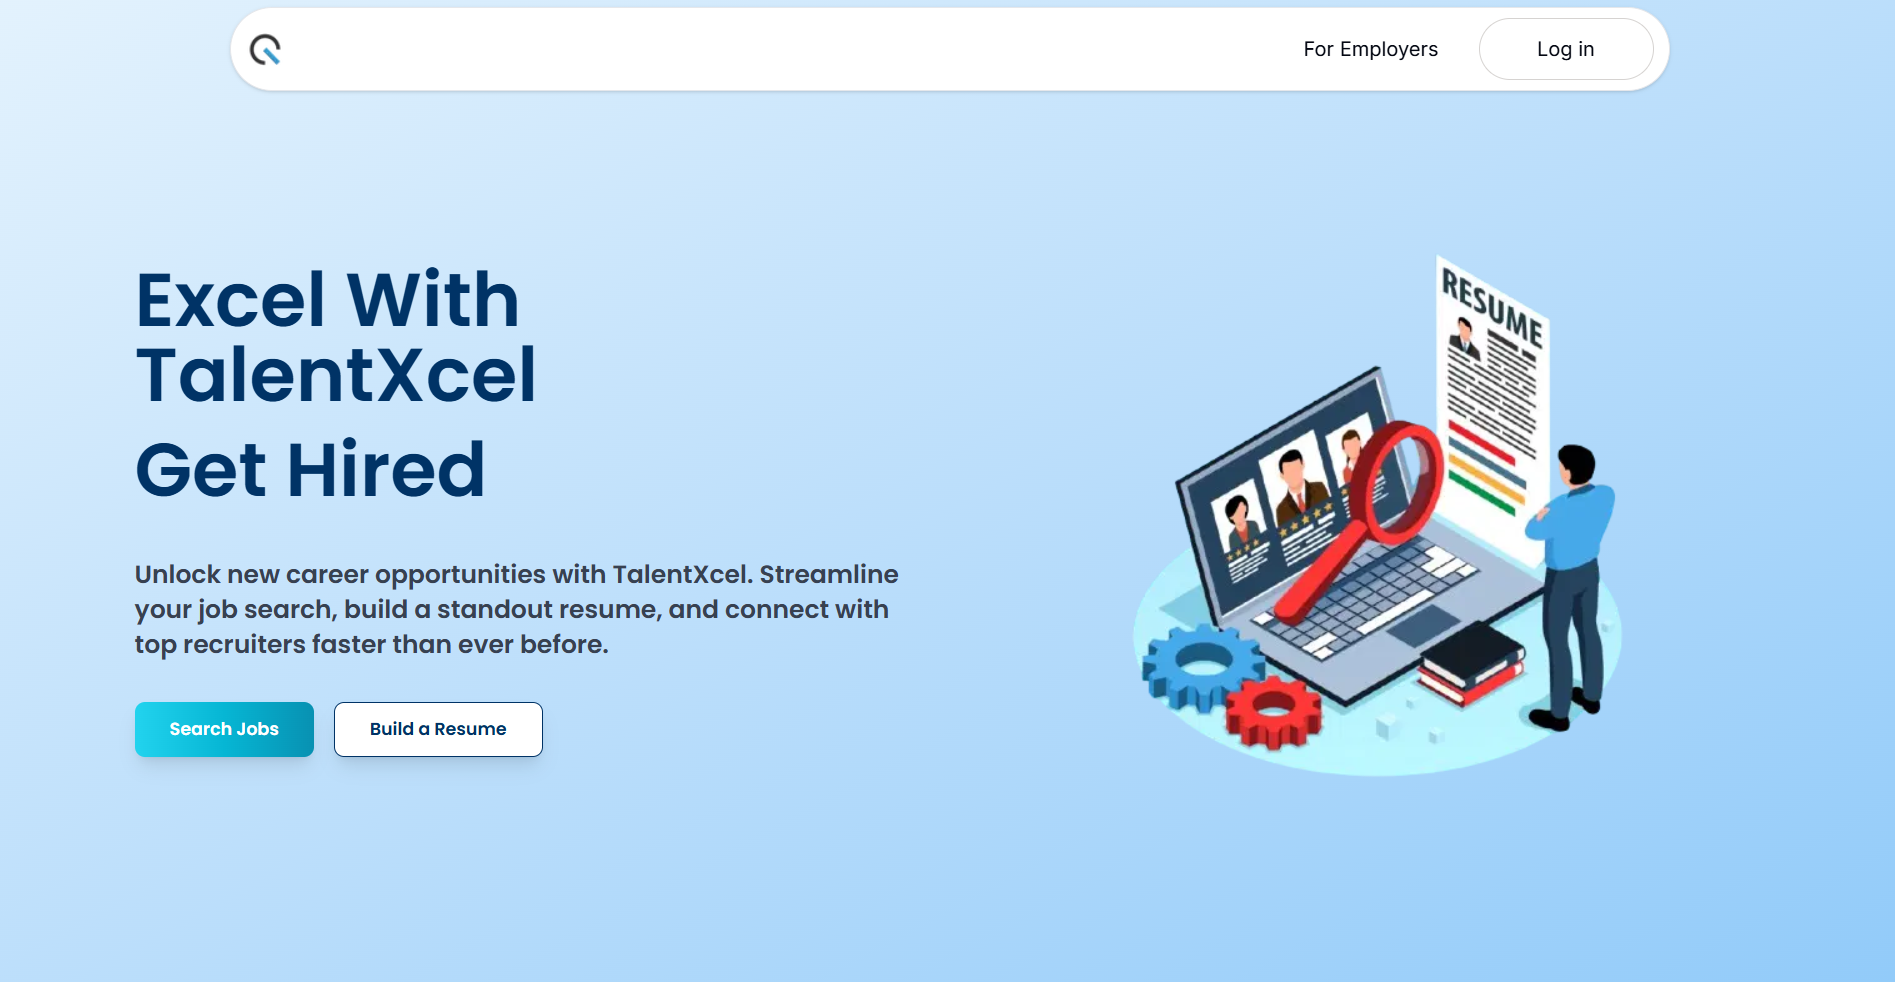 For Employers
Log in
Excel With
TalentXcel
Get Hired
Unlock new career opportunities with TalentXcel. Streamline
your job search, build a standout resume, and connect with
top recruiters faster than ever before.
Search Jobs
Build a Resume
RESUME